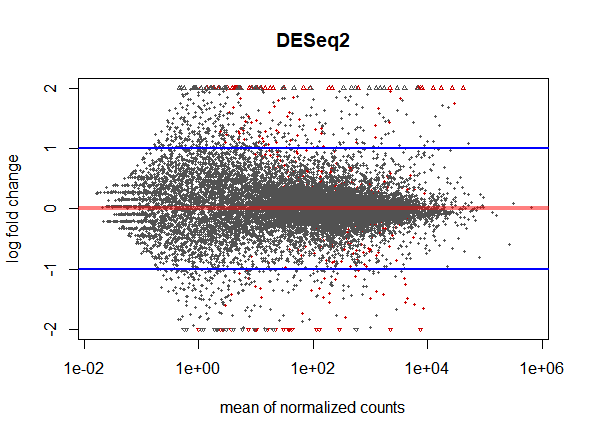 DESeq2
log fold change
2
1
0
-1
-2
1e-02 1e+00 1e+02 1e+04 1e+06
mean of normalized counts